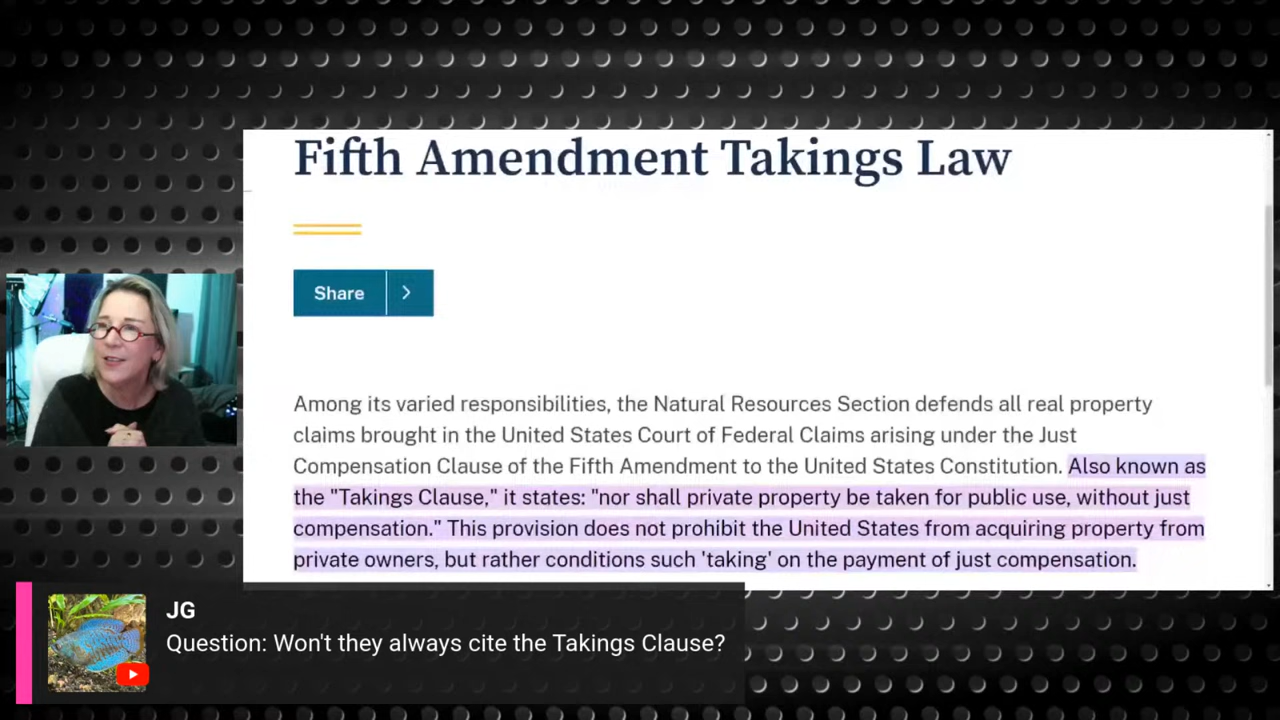 Fifth Amendment Takings Law
Share
Among its varied responsibilities, the Natural Resources Section defends all real property
claims brought in the United States Court of Federal Claims arising under the Just
Compensation Clause of the Fifth Amendment to the United States Constitution. Also known as
the "Takings Clause," it states: "nor shall private property be taken for public use, without just
compensation." This provision does not prohibit the United States from acquiring property from
private owners, but rather conditions such 'taking' on the payment of just compensation.
JG
Question: Won't they always cite the Takings Clause?